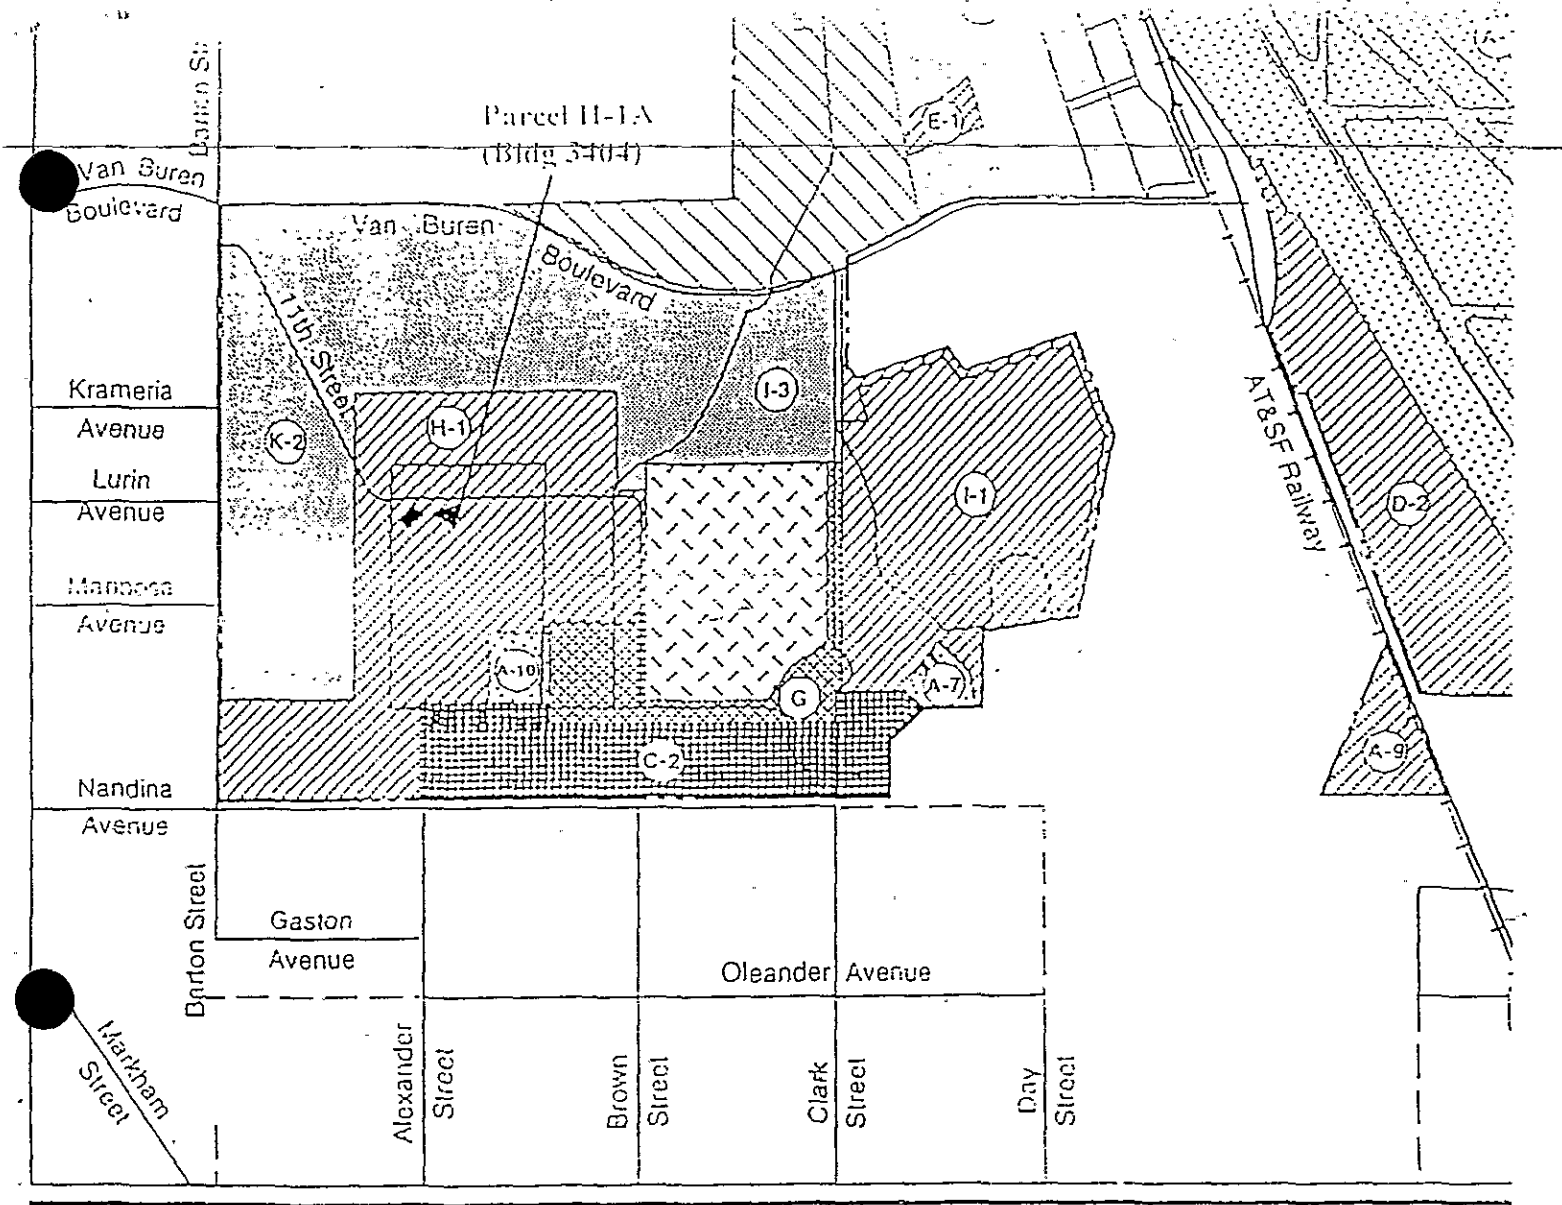 Barton St
Parcel H-1A
(Bldg 3404)
E-1
Van Buren
Boulevard
Van Buren
Boulevard
11th Street
Krameria
Avenue
J-3
H-1
K-2
Lurin
Avenue
I-1
AT&SF Railway
D-2
Mariposa
Avenue
A-10
A-7
G
C-2
A-9
Nandina
Avenue
Barton Street
Gaston
Avenue
Oleander Avenue
Markham
Street
Alexander
Street
Brown
Street
Clark
Street
Day
Street